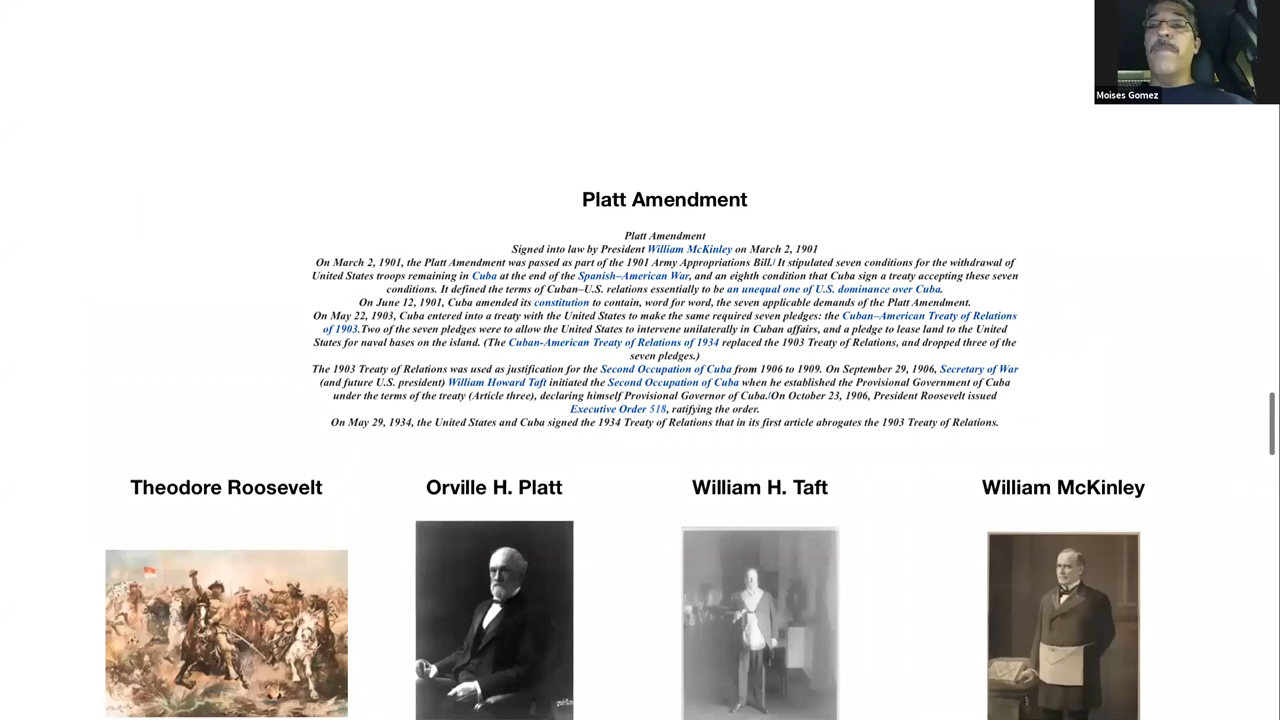 Moises Gomez
Platt Amendment
Platt Amendment
Signed into law by President William McKinley on March 2, 1901
On March 2, 1901, the Platt Amendment was passed as part of the 1901 Army Appropriations Bill./ It stipulated seven conditions for the withdrawal of
United States troops remaining in Cuba at the end of the Spanish–American War, and an eighth condition that Cuba sign a treaty accepting these seven
conditions. It defined the terms of Cuban–U.S. relations essentially to be an unequal one of U.S. dominance over Cuba.
On June 12, 1901, Cuba amended its constitution to contain, word for word, the seven applicable demands of the Platt Amendment.
On May 22, 1903, Cuba entered into a treaty with the United States to make the same required seven pledges: the Cuban–American Treaty of Relations
of 1903.Two of the seven pledges were to allow the United States to intervene unilaterally in Cuban affairs, and a pledge to lease land to the United
States for naval bases on the island. (The Cuban-American Treaty of Relations of 1934 replaced the 1903 Treaty of Relations, and dropped three of the
seven pledges.)
The 1903 Treaty of Relations was used as justification for the Second Occupation of Cuba from 1906 to 1909. On September 29, 1906, Secretary of War
(and future U.S. president) William Howard Taft initiated the Second Occupation of Cuba when he established the Provisional Government of Cuba
under the terms of the treaty (Article three), declaring himself Provisional Governor of Cuba./On October 23, 1906, President Roosevelt issued
Executive Order 518, ratifying the order.
On May 29, 1934, the United States and Cuba signed the 1934 Treaty of Relations that in its first article abrogates the 1903 Treaty of Relations.
Theodore Roosevelt
Orville H. Platt
William H. Taft
William McKinley